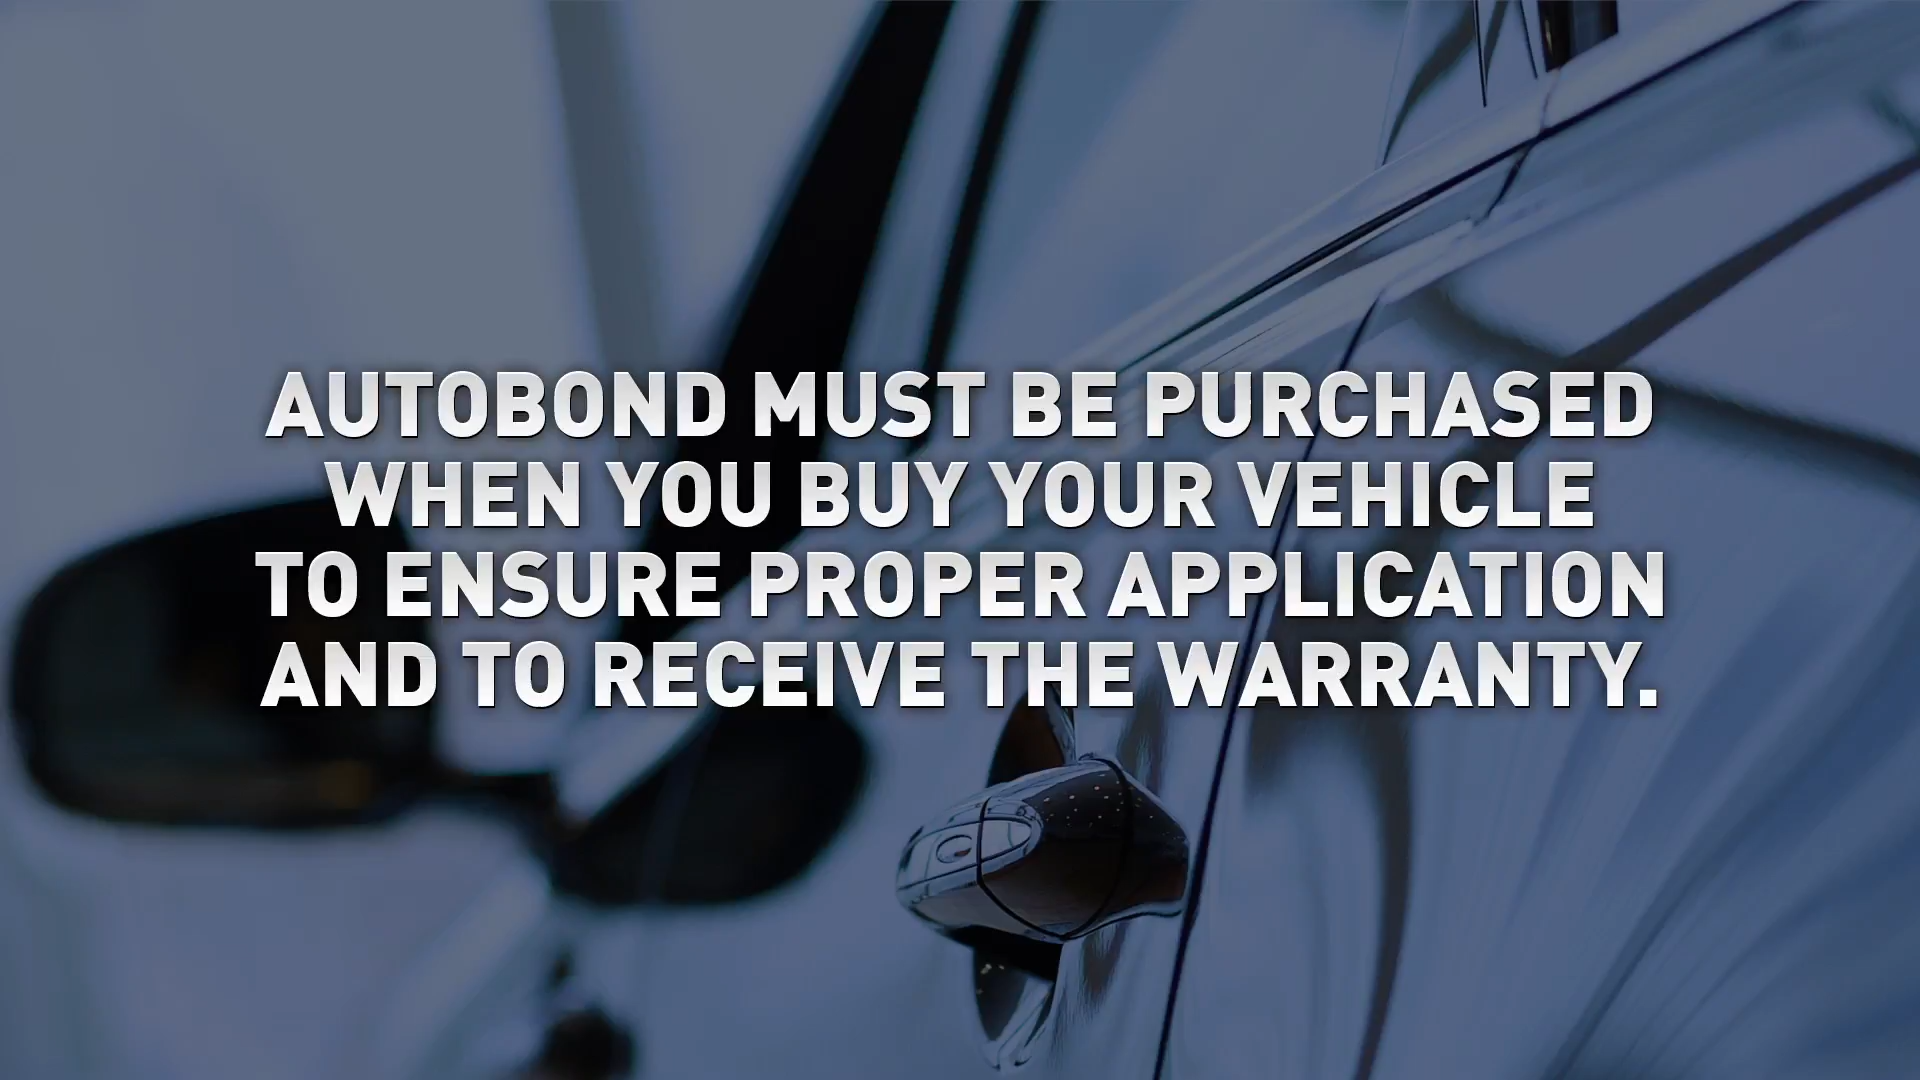 AUTOBOND MUST BE PURCHASED
WHEN YOU BUY YOUR VEHICLE
TO ENSURE PROPER APPLICATION
AND TO RECEIVE THE WARRANTY.